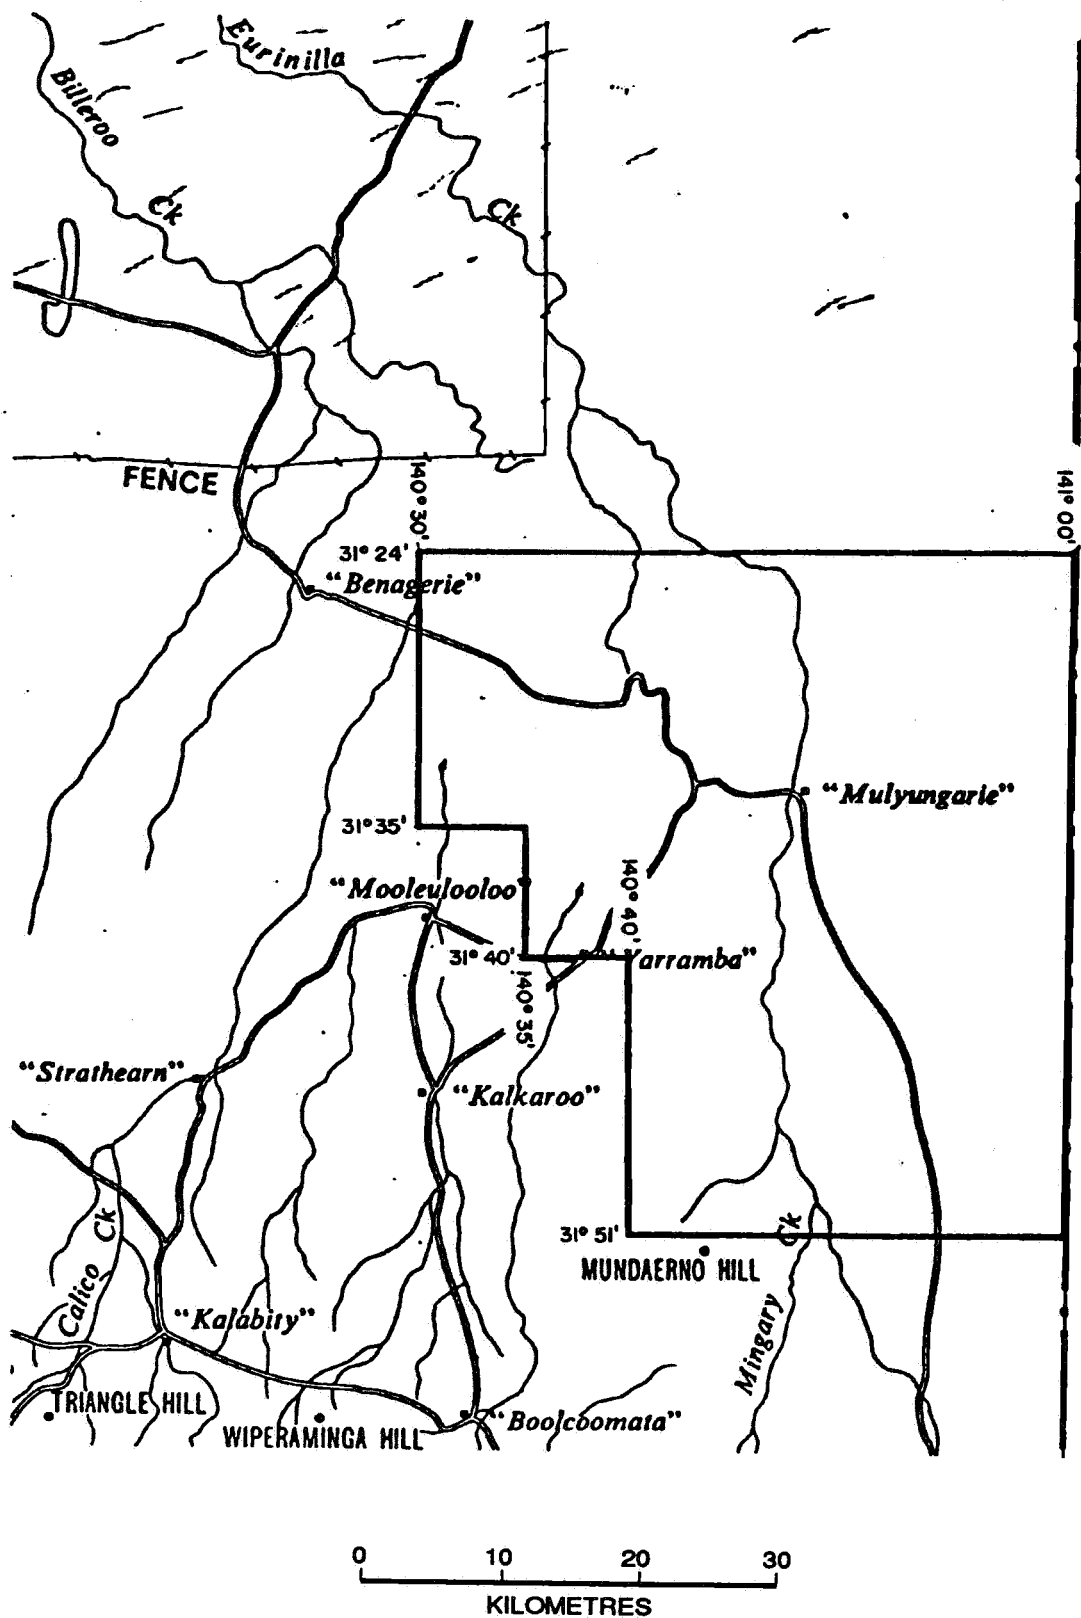 Eurinilla
Billeroo
Ck
Ck
FENCE
140° 30'
141° 00'
31° 24'
"Benagerie"
"Mulyungarie"
31° 35'
"Mooleulooloo"
140° 40'
31° 40'
"Yarramba"
140° 35'
"Strathearn"
"Kalkaroo"
Ck
Ck
31° 51'
MUNDAERNO HILL
Calico
"Kalabity"
Mingary
TRIANGLE HILL
WIPERAMINGA HILL
"Boolcoomata"
0 10 20 30
KILOMETRES